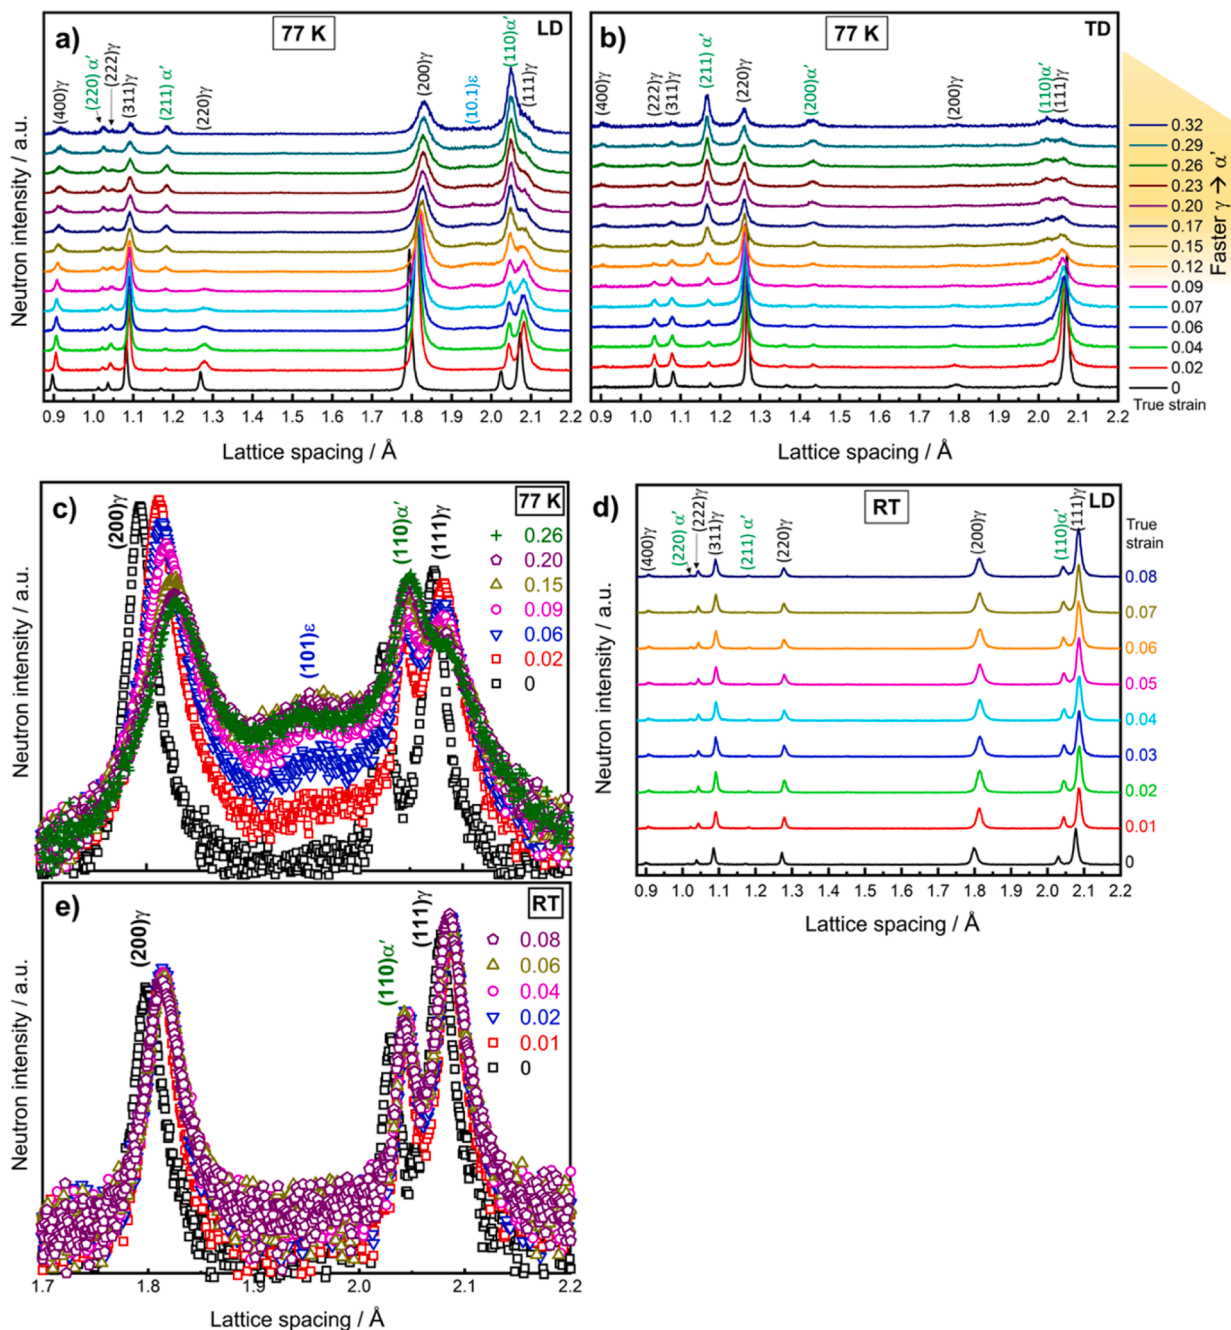 a)
77 K
LD
(400)γ
(220) α′
(222)γ
(311)γ
(211) α′
(220)γ
(200)γ
(10.1)ε
(110)α′
(111)γ
Neutron intensity / a.u.
0.9 1.0 1.1 1.2 1.3 1.4 1.5 1.6 1.7 1.8 1.9 2.0 2.1 2.2
Lattice spacing / Å
b)
77 K
TD
(400)γ
(222)γ
(311)γ
(211) α′
(220)γ
(200)α′
(200)γ
(110)α′
(111)γ
0.9 1.0 1.1 1.2 1.3 1.4 1.5 1.6 1.7 1.8 1.9 2.0 2.1 2.2
Lattice spacing / Å
0.32
0.29
0.26
0.23
0.20
0.17
0.15
0.12
0.09
0.07
0.06
0.04
0.02
0
True strain
Faster γ → α′
c)
77 K
(200)γ
(101)ε
(110)α′
(111)γ
0.26
0.20
0.15
0.09
0.06
0.02
0
Neutron intensity / a.u.
d)
RT
LD
(400)γ
(220) α′
(222)γ
(311)γ
(211) α′
(220)γ
(200)γ
(110)α′
(111)γ
True
strain
0.08
0.07
0.06
0.05
0.04
0.03
0.02
0.01
0
Neutron intensity / a.u.
0.9 1.0 1.1 1.2 1.3 1.4 1.5 1.6 1.7 1.8 1.9 2.0 2.1 2.2
Lattice spacing / Å
e)
RT
(200)γ
(110)α′
(111)γ
0.08
0.06
0.04
0.02
0.01
0
Neutron intensity / a.u.
1.7 1.8 1.9 2.0 2.1 2.2
Lattice spacing / Å